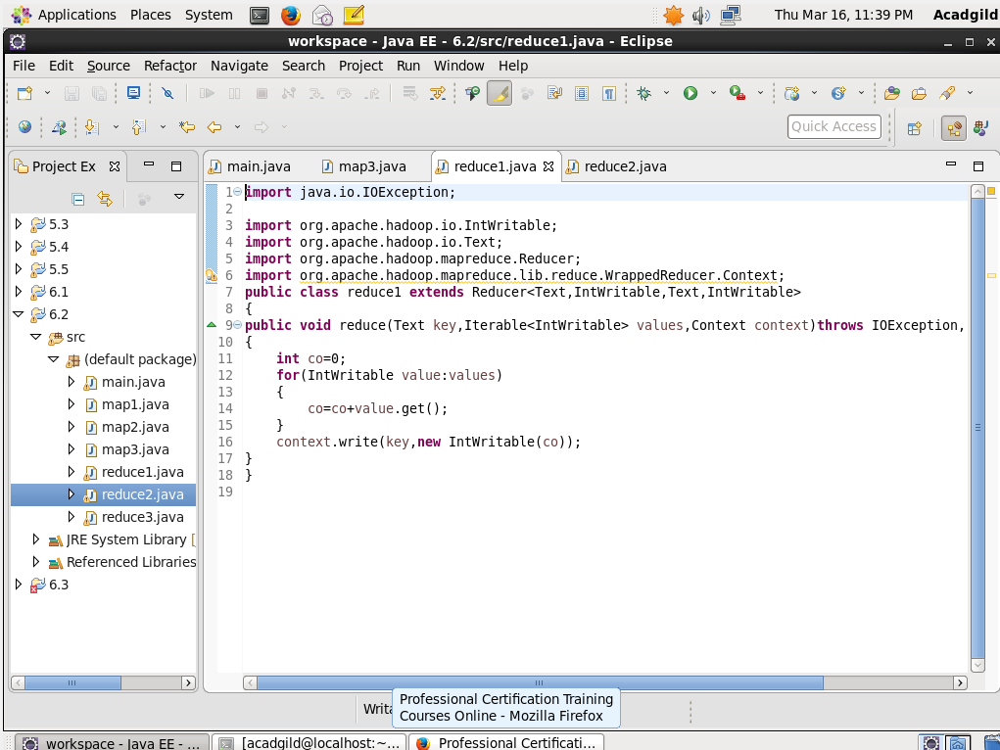 Applications Places System Thu Mar 16, 11:39 PM Acadgild
workspace - Java EE - 6.2/src/reduce1.java - Eclipse
File Edit Source Refactor Navigate Search Project Run Window Help
Quick Access
Project Ex
main.java map3.java reduce1.java reduce2.java
5.3
5.4
5.5
6.1
6.2
src
(default package)
main.java
map1.java
map2.java
map3.java
reduce1.java
reduce2.java
reduce3.java
JRE System Library [
Referenced Libraries
6.3
1 import java.io.IOException;
2
3 import org.apache.hadoop.io.IntWritable;
4 import org.apache.hadoop.io.Text;
5 import org.apache.hadoop.mapreduce.Reducer;
6 import org.apache.hadoop.mapreduce.lib.reduce.WrappedReducer.Context;
7 public class reduce1 extends Reducer<Text,IntWritable,Text,IntWritable>
8 {
9 public void reduce(Text key,Iterable<IntWritable> values,Context context)throws IOException,
10 {
11 int co=0;
12 for(IntWritable value:values)
13 {
14 co=co+value.get();
15 }
16 context.write(key,new IntWritable(co));
17 }
18 }
19
Writa
Professional Certification Training
Courses Online - Mozilla Firefox
workspace - Java EE - ... [acadgild@localhost:~... Professional Certificati...